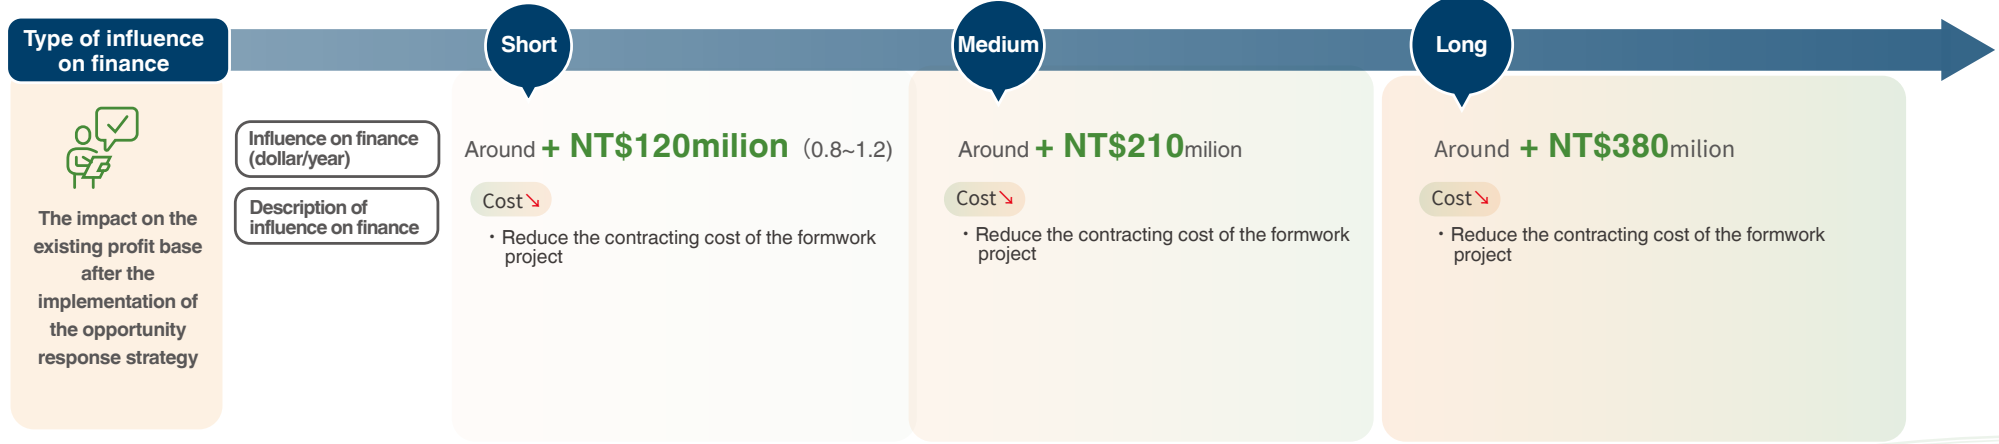 Type of influence
on finance
Short
Medium
Long
The impact on the
existing profit base
after the
implementation of
the opportunity
response strategy
Influence on finance
(dollar/year)
Around + NT$120milion（0.8~1.2)
Around + NT$210milion
Around + NT$380milion
Description of
influence on finance
Cost↘
・Reduce the contracting cost of the formwork
project
Cost↘
・Reduce the contracting cost of the formwork
project
Cost↘
・Reduce the contracting cost of the formwork
project